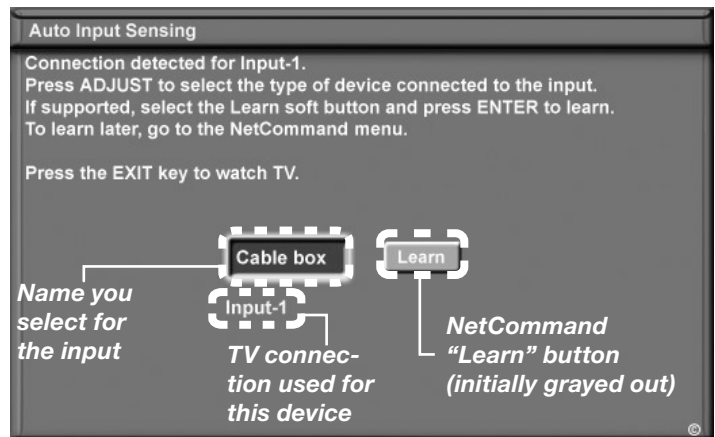 Auto Input Sensing
Connection detected for Input-1.
Press ADJUST to select the type of device connected to the input.
If supported, select the Learn soft button and press ENTER to learn.
To learn later, go to the NetCommand menu.
Press the EXIT key to watch TV.
Cable box
Learn
Input-1
Name you
select for
the input
TV connec-
tion used for
this device
NetCommand
“Learn” button
(initially grayed out)
©